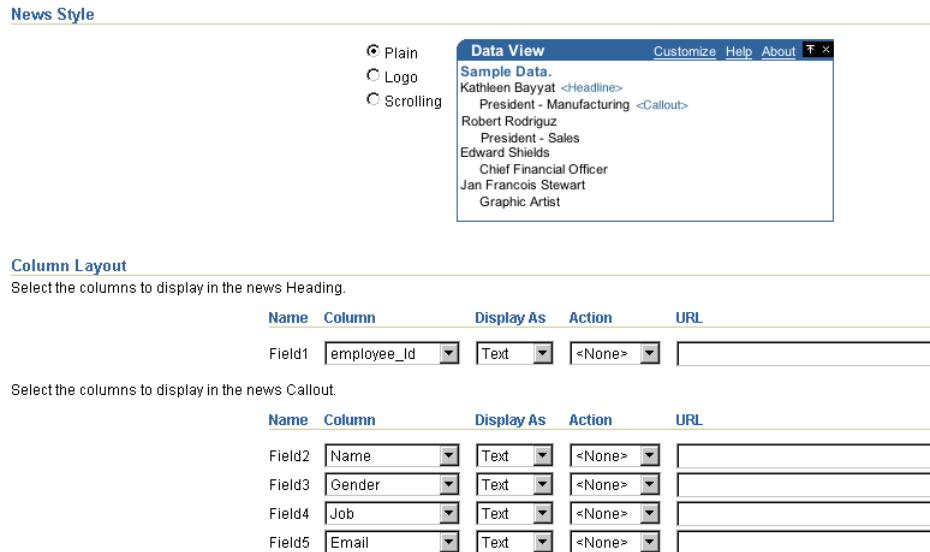 News Style
Plain
Logo
Scrolling
Data View Customize Help About
Sample Data.
Kathleen Bayyat <Headline>
President - Manufacturing <Callout>
Robert Rodriguz
President - Sales
Edward Shields
Chief Financial Officer
Jan Francois Stewart
Graphic Artist
Column Layout
Select the columns to display in the news Heading.
Name Column Display As Action URL
Field1 employee_Id Text <None>
Select the columns to display in the news Callout.
Name Column Display As Action URL
Field2 Name Text <None>
Field3 Gender Text <None>
Field4 Job Text <None>
Field5 Email Text <None>